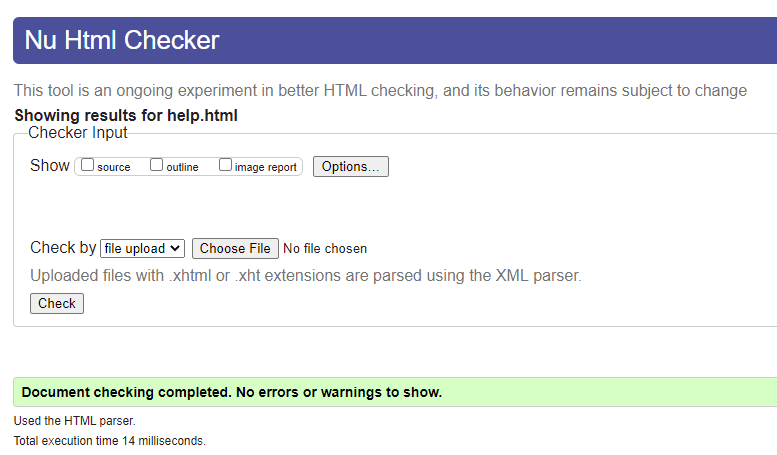 Nu Html Checker
This tool is an ongoing experiment in better HTML checking, and its behavior remains subject to change
Showing results for help.html
Checker Input
Show source outline image report Options...
Check by file upload Choose File No file chosen
Uploaded files with .xhtml or .xht extensions are parsed using the XML parser.
Check
Document checking completed. No errors or warnings to show.
Used the HTML parser.
Total execution time 14 milliseconds.